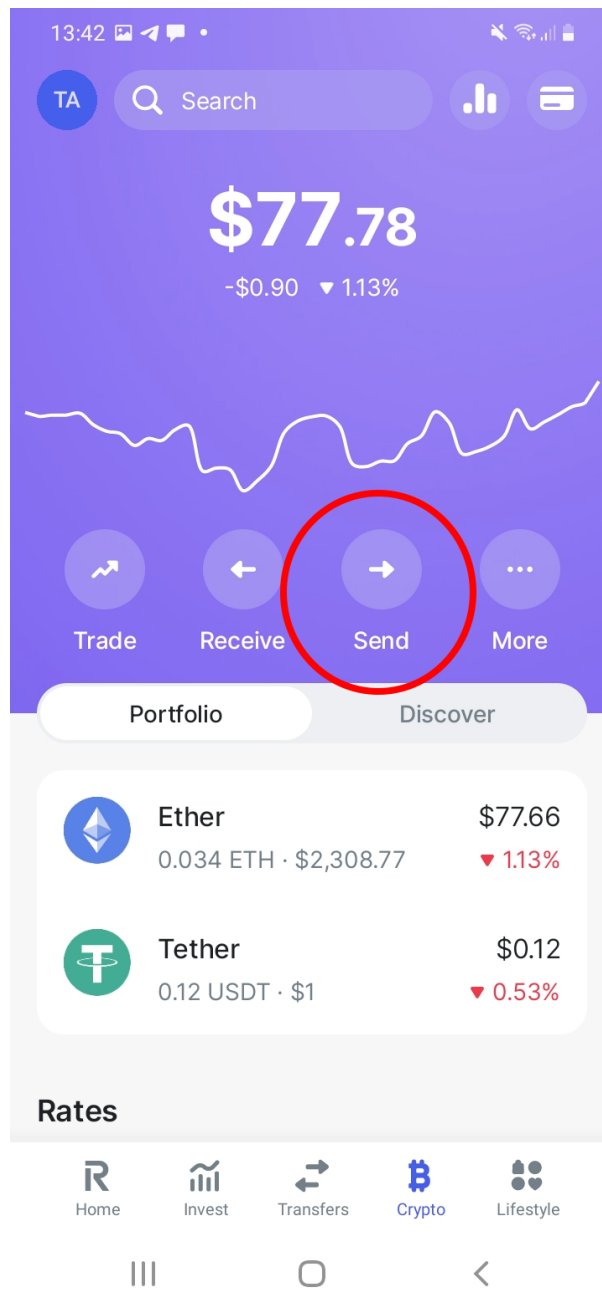 13:42
TA Search
$77.78
-$0.90 ▼ 1.13%
Trade Receive Send More
Portfolio Discover
Ether $77.66
0.034 ETH · $2,308.77 ▼ 1.13%
Tether $0.12
0.12 USDT · $1 ▼ 0.53%
Rates
Home Invest Transfers Crypto Lifestyle